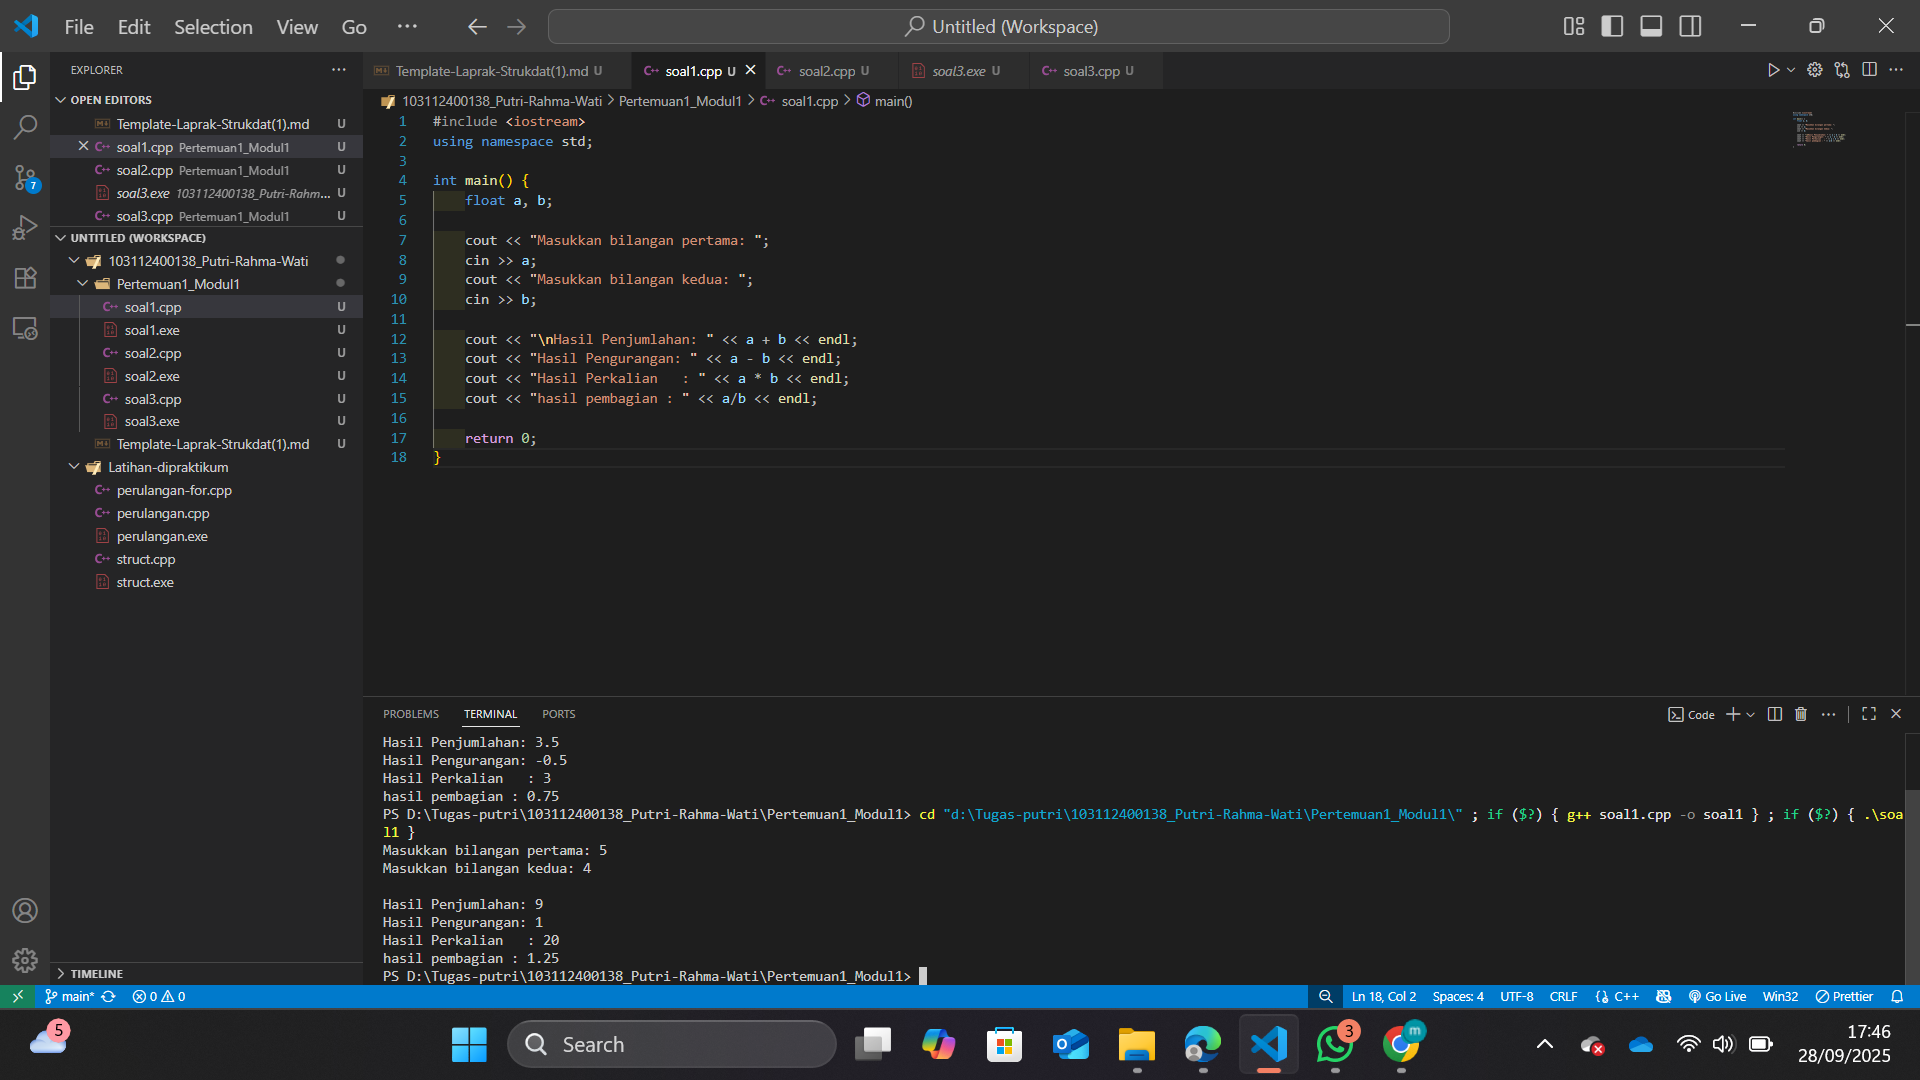 File Edit Selection View Go ··· Untitled (Workspace)
EXPLORER ···
OPEN EDITORS
Template-Laprak-Strukdat(1).md U
soal1.cpp Pertemuan1_Modul1 U
soal2.cpp Pertemuan1_Modul1 U
soal3.exe 103112400138_Putri-Rahm... U
soal3.cpp Pertemuan1_Modul1 U
UNTITLED (WORKSPACE)
103112400138_Putri-Rahma-Wati
Pertemuan1_Modul1
soal1.cpp U
soal1.exe U
soal2.cpp U
soal2.exe U
soal3.cpp U
soal3.exe U
Template-Laprak-Strukdat(1).md U
Latihan-dipraktikum
perulangan-for.cpp
perulangan.cpp
perulangan.exe
struct.cpp
struct.exe
TIMELINE
7
Template-Laprak-Strukdat(1).md U soal1.cpp U soal2.cpp U soal3.exe U soal3.cpp U
103112400138_Putri-Rahma-Wati > Pertemuan1_Modul1 > soal1.cpp > main()
1 #include <iostream>
2 using namespace std;
3
4 int main() {
5 float a, b;
6
7 cout << "Masukkan bilangan pertama: ";
8 cin >> a;
9 cout << "Masukkan bilangan kedua: ";
10 cin >> b;
11
12 cout << "\nHasil Penjumlahan: " << a + b << endl;
13 cout << "Hasil Pengurangan: " << a - b << endl;
14 cout << "Hasil Perkalian   : " << a * b << endl;
15 cout << "hasil pembagian : " << a/b << endl;
16
17 return 0;
18 }
PROBLEMS TERMINAL PORTS Code
Hasil Penjumlahan: 3.5
Hasil Pengurangan: -0.5
Hasil Perkalian   : 3
hasil pembagian : 0.75
PS D:\Tugas-putri\103112400138_Putri-Rahma-Wati\Pertemuan1_Modul1> cd "d:\Tugas-putri\103112400138_Putri-Rahma-Wati\Pertemuan1_Modul1\" ; if ($?) { g++ soal1.cpp -o soal1 } ; if ($?) { .\soa
l1 }
Masukkan bilangan pertama: 5
Masukkan bilangan kedua: 4
Hasil Penjumlahan: 9
Hasil Pengurangan: 1
Hasil Perkalian   : 20
hasil pembagian : 1.25
PS D:\Tugas-putri\103112400138_Putri-Rahma-Wati\Pertemuan1_Modul1>
main* 0 0 Ln 18, Col 2 Spaces: 4 UTF-8 CRLF {} C++ Go Live Win32 Prettier
5 Search 3 m 17:46
28/09/2025